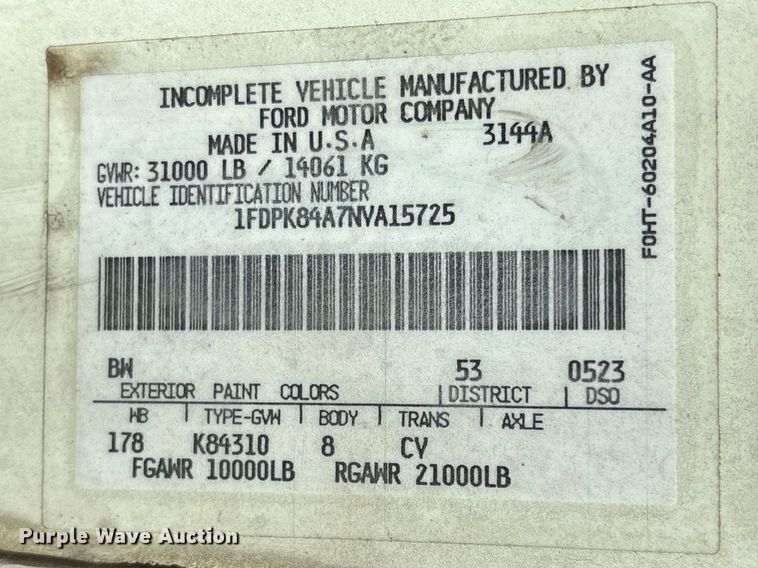 INCOMPLETE VEHICLE MANUFACTURED BY
FORD MOTOR COMPANY
MADE IN U.S.A 3144A
GVWR: 31000 LB / 14061 KG
VEHICLE IDENTIFICATION NUMBER
1FDPK84A7NVA15725
F0HT-60204A10-AA
BW 53 0523
EXTERIOR PAINT COLORS | DISTRICT | DSO
WB | TYPE-GVW | BODY | TRANS | AXLE
178 K84310 8 CY
FGAWR 10000LB RGAWR 21000LB
Purple Wave Auction